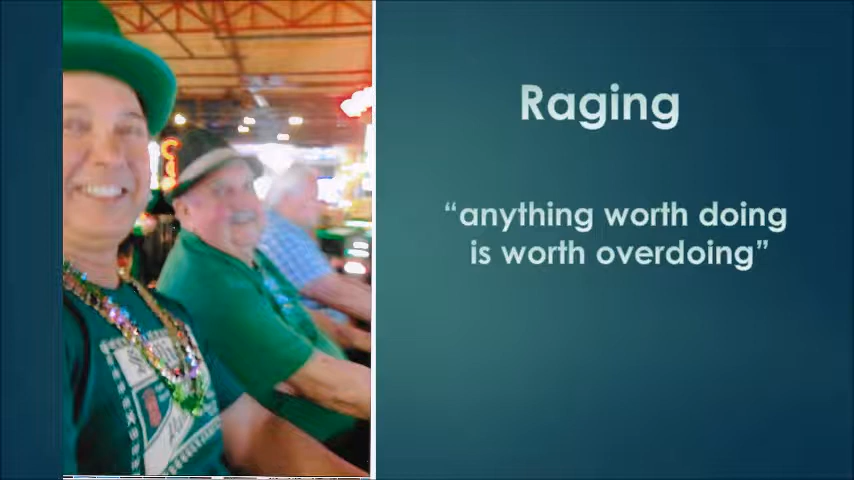 Raging
“anything worth doing
is worth overdoing”